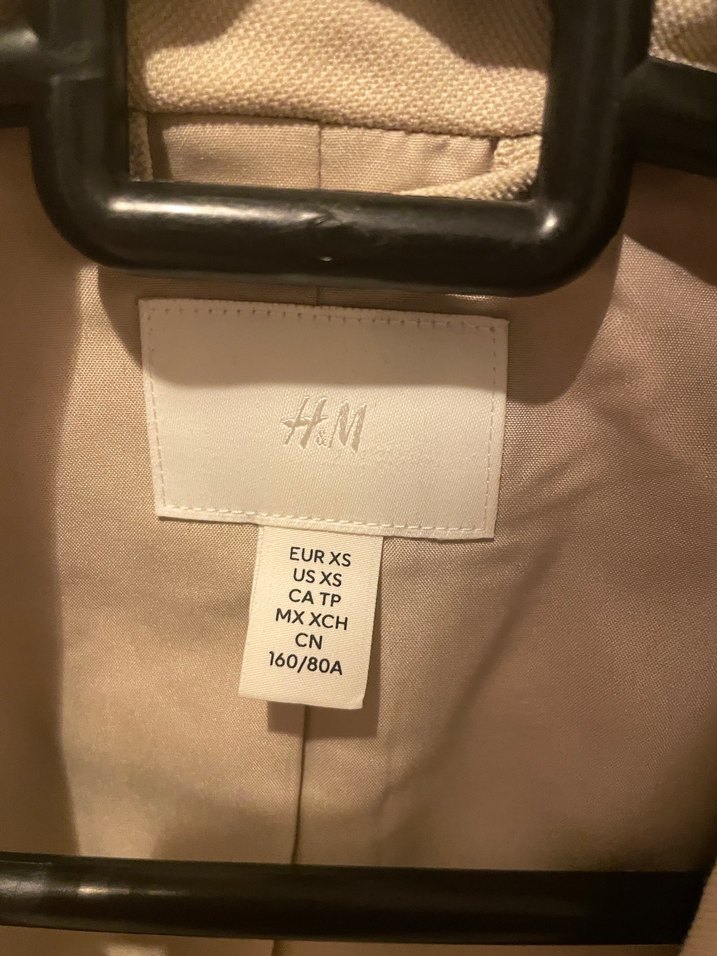 H&M
EUR XS
US XS
CA TP
MX XCH
CN
160/80A